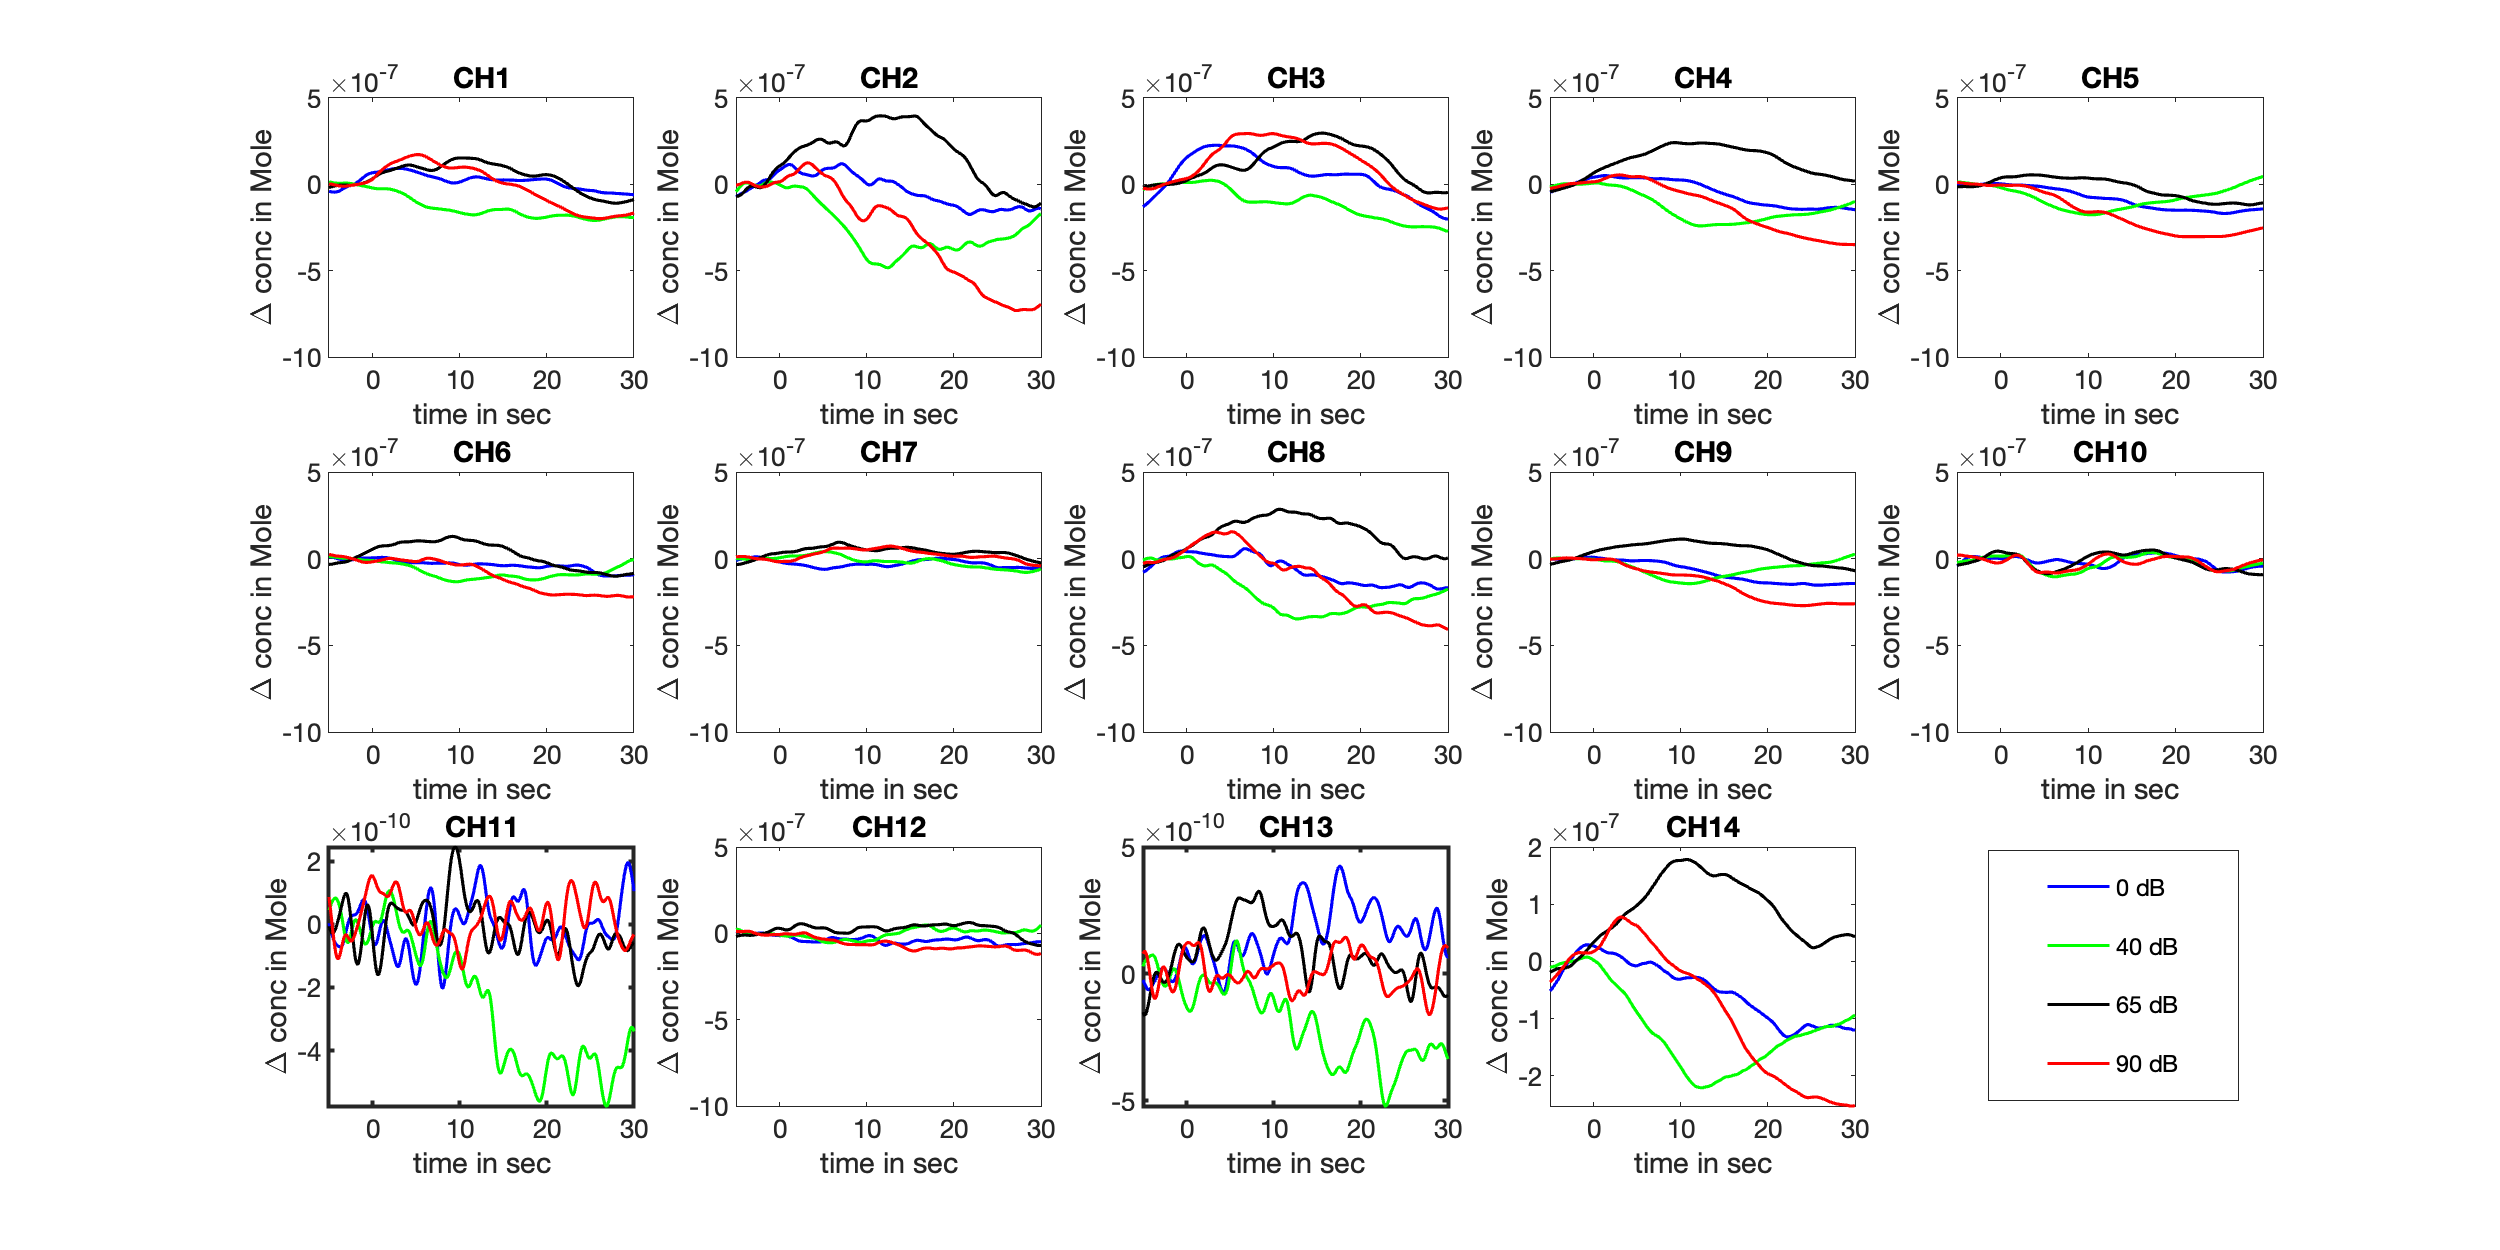 CH1
×10-7
5
0
-5
-10
Δ conc in Mole
0 10 20 30
time in sec
CH2
×10-7
5
0
-5
-10
Δ conc in Mole
0 10 20 30
time in sec
CH3
×10-7
5
0
-5
-10
Δ conc in Mole
0 10 20 30
time in sec
CH4
×10-7
5
0
-5
-10
Δ conc in Mole
0 10 20 30
time in sec
CH5
×10-7
5
0
-5
-10
Δ conc in Mole
0 10 20 30
time in sec
CH6
×10-7
5
0
-5
-10
Δ conc in Mole
0 10 20 30
time in sec
CH7
×10-7
5
0
-5
-10
Δ conc in Mole
0 10 20 30
time in sec
CH8
×10-7
5
0
-5
-10
Δ conc in Mole
0 10 20 30
time in sec
CH9
×10-7
5
0
-5
-10
Δ conc in Mole
0 10 20 30
time in sec
CH10
×10-7
5
0
-5
-10
Δ conc in Mole
0 10 20 30
time in sec
CH11
×10-10
2
0
-2
-4
Δ conc in Mole
0 10 20 30
time in sec
CH12
×10-7
5
0
-5
-10
Δ conc in Mole
0 10 20 30
time in sec
CH13
×10-10
5
0
-5
Δ conc in Mole
0 10 20 30
time in sec
CH14
×10-7
2
1
0
-1
-2
Δ conc in Mole
0 10 20 30
time in sec
0 dB
40 dB
65 dB
90 dB